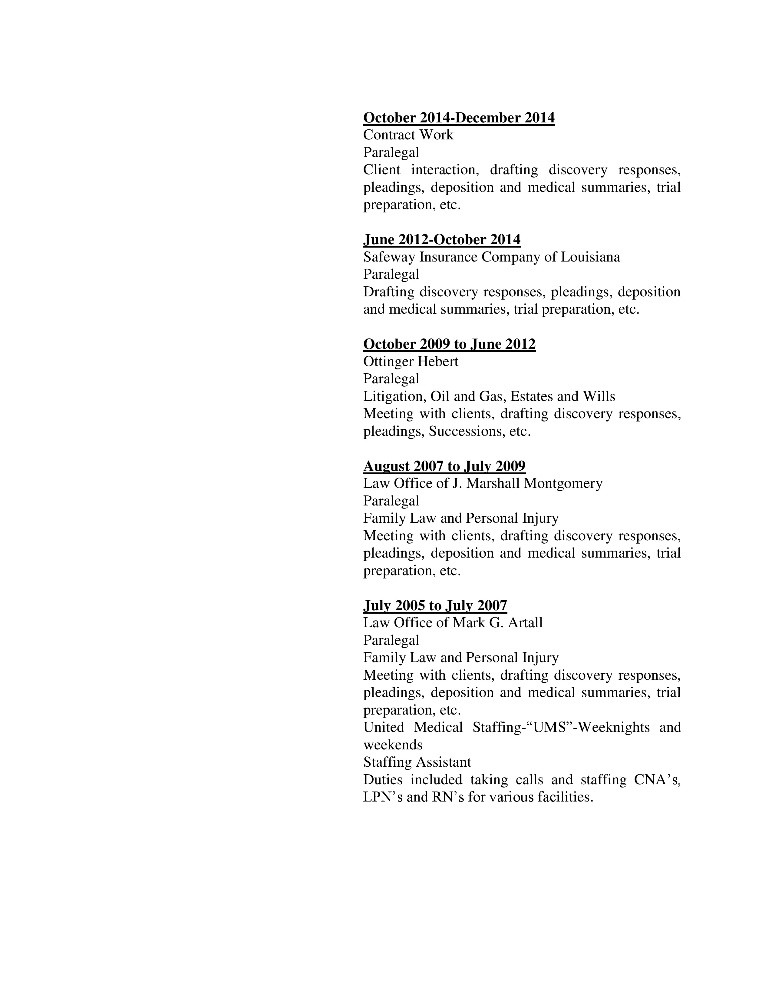 October 2014-December 2014
Contract Work
Paralegal
Client interaction, drafting discovery responses,
pleadings, deposition and medical summaries, trial
preparation, etc.
June 2012-October 2014
Safeway Insurance Company of Louisiana
Paralegal
Drafting discovery responses, pleadings, deposition
and medical summaries, trial preparation, etc.
October 2009 to June 2012
Ottinger Hebert
Paralegal
Litigation, Oil and Gas, Estates and Wills
Meeting with clients, drafting discovery responses,
pleadings, Successions, etc.
August 2007 to July 2009
Law Office of J. Marshall Montgomery
Paralegal
Family Law and Personal Injury
Meeting with clients, drafting discovery responses,
pleadings, deposition and medical summaries, trial
preparation, etc.
July 2005 to July 2007
Law Office of Mark G. Artall
Paralegal
Family Law and Personal Injury
Meeting with clients, drafting discovery responses,
pleadings, deposition and medical summaries, trial
preparation, etc.
United Medical Staffing-“UMS”-Weeknights and
weekends
Staffing Assistant
Duties included taking calls and staffing CNA’s,
LPN’s and RN’s for various facilities.